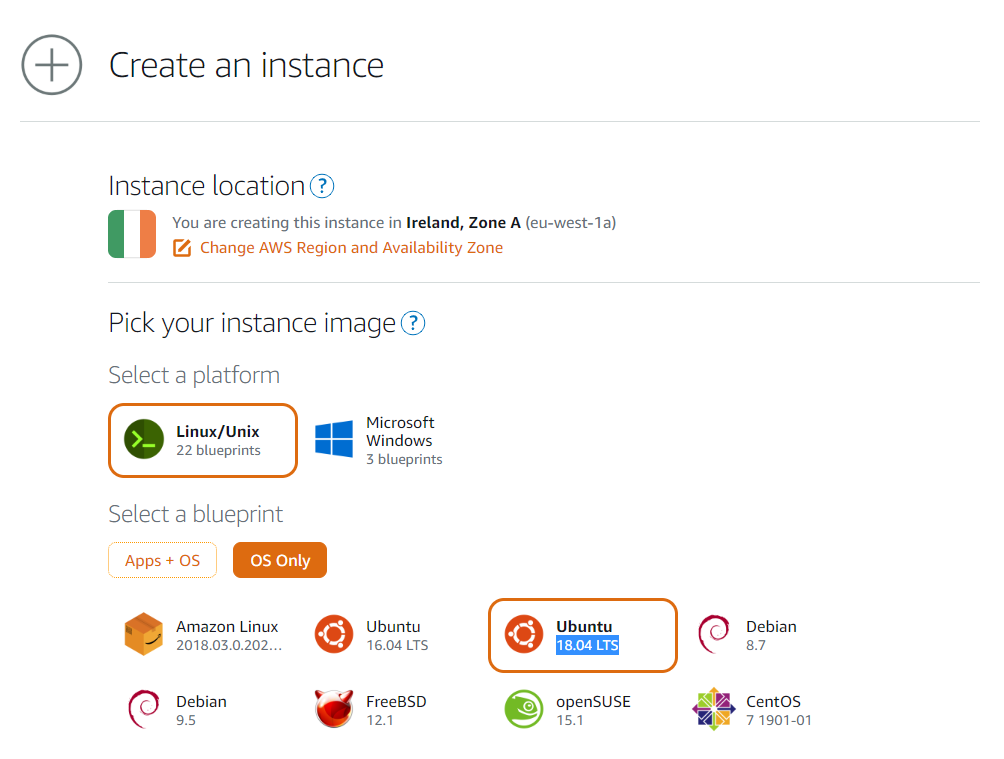 Create an instance
Instance location ?
You are creating this instance in Ireland, Zone A (eu-west-1a)
Change AWS Region and Availability Zone
Pick your instance image ?
Select a platform
Linux/Unix
22 blueprints
Microsoft
Windows
3 blueprints
Select a blueprint
Apps + OS
OS Only
Amazon Linux
2018.03.0.202...
Ubuntu
16.04 LTS
Ubuntu
18.04 LTS
Debian
8.7
Debian
9.5
FreeBSD
12.1
openSUSE
15.1
CentOS
7 1901-01